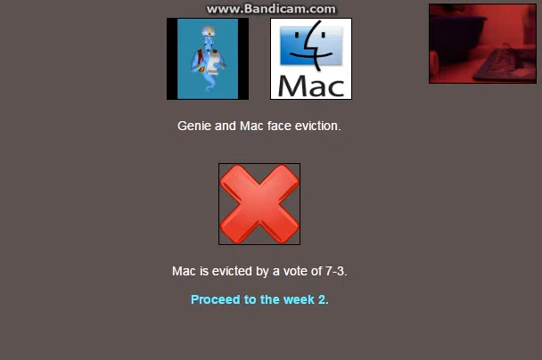 www.Bandicam.com
Mac
Genie and Mac face eviction.
Mac is evicted by a vote of 7-3.
Proceed to the week 2.